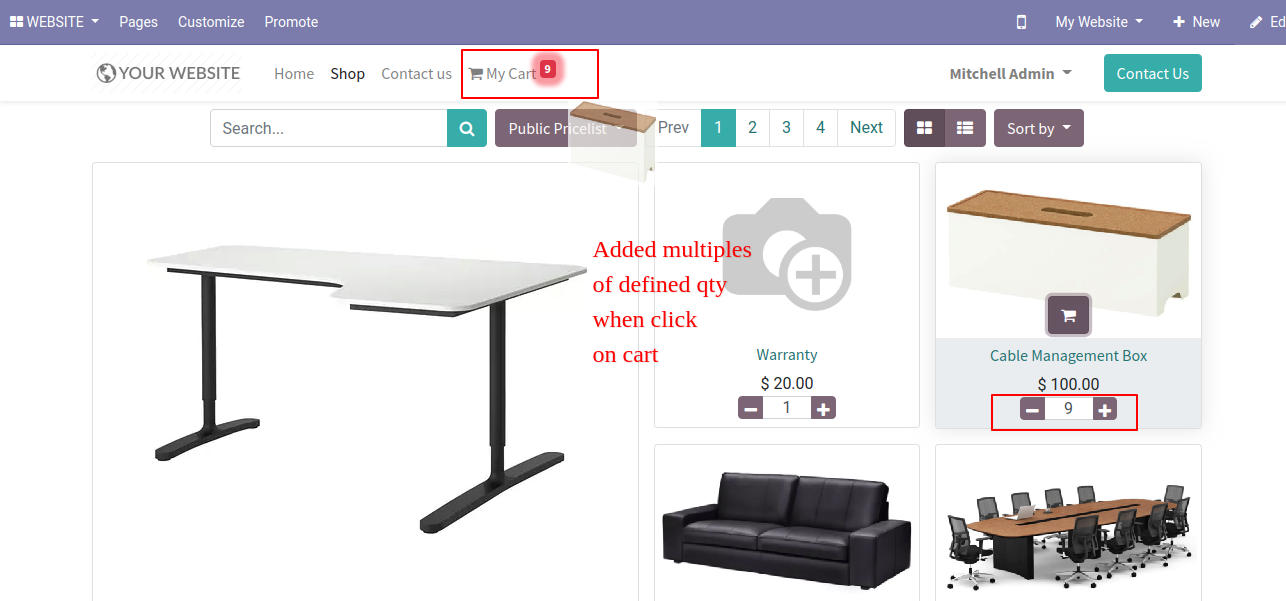 WEBSITE Pages Customize Promote My Website New Ed
YOUR WEBSITE Home Shop Contact us My Cart 9 Mitchell Admin Contact Us
Search... Public Pricelist Prev 1 2 3 4 Next Sort by
Added multiples
of defined qty
when click
on cart
Warranty
$ 20.00
1
Cable Management Box
$ 100.00
9